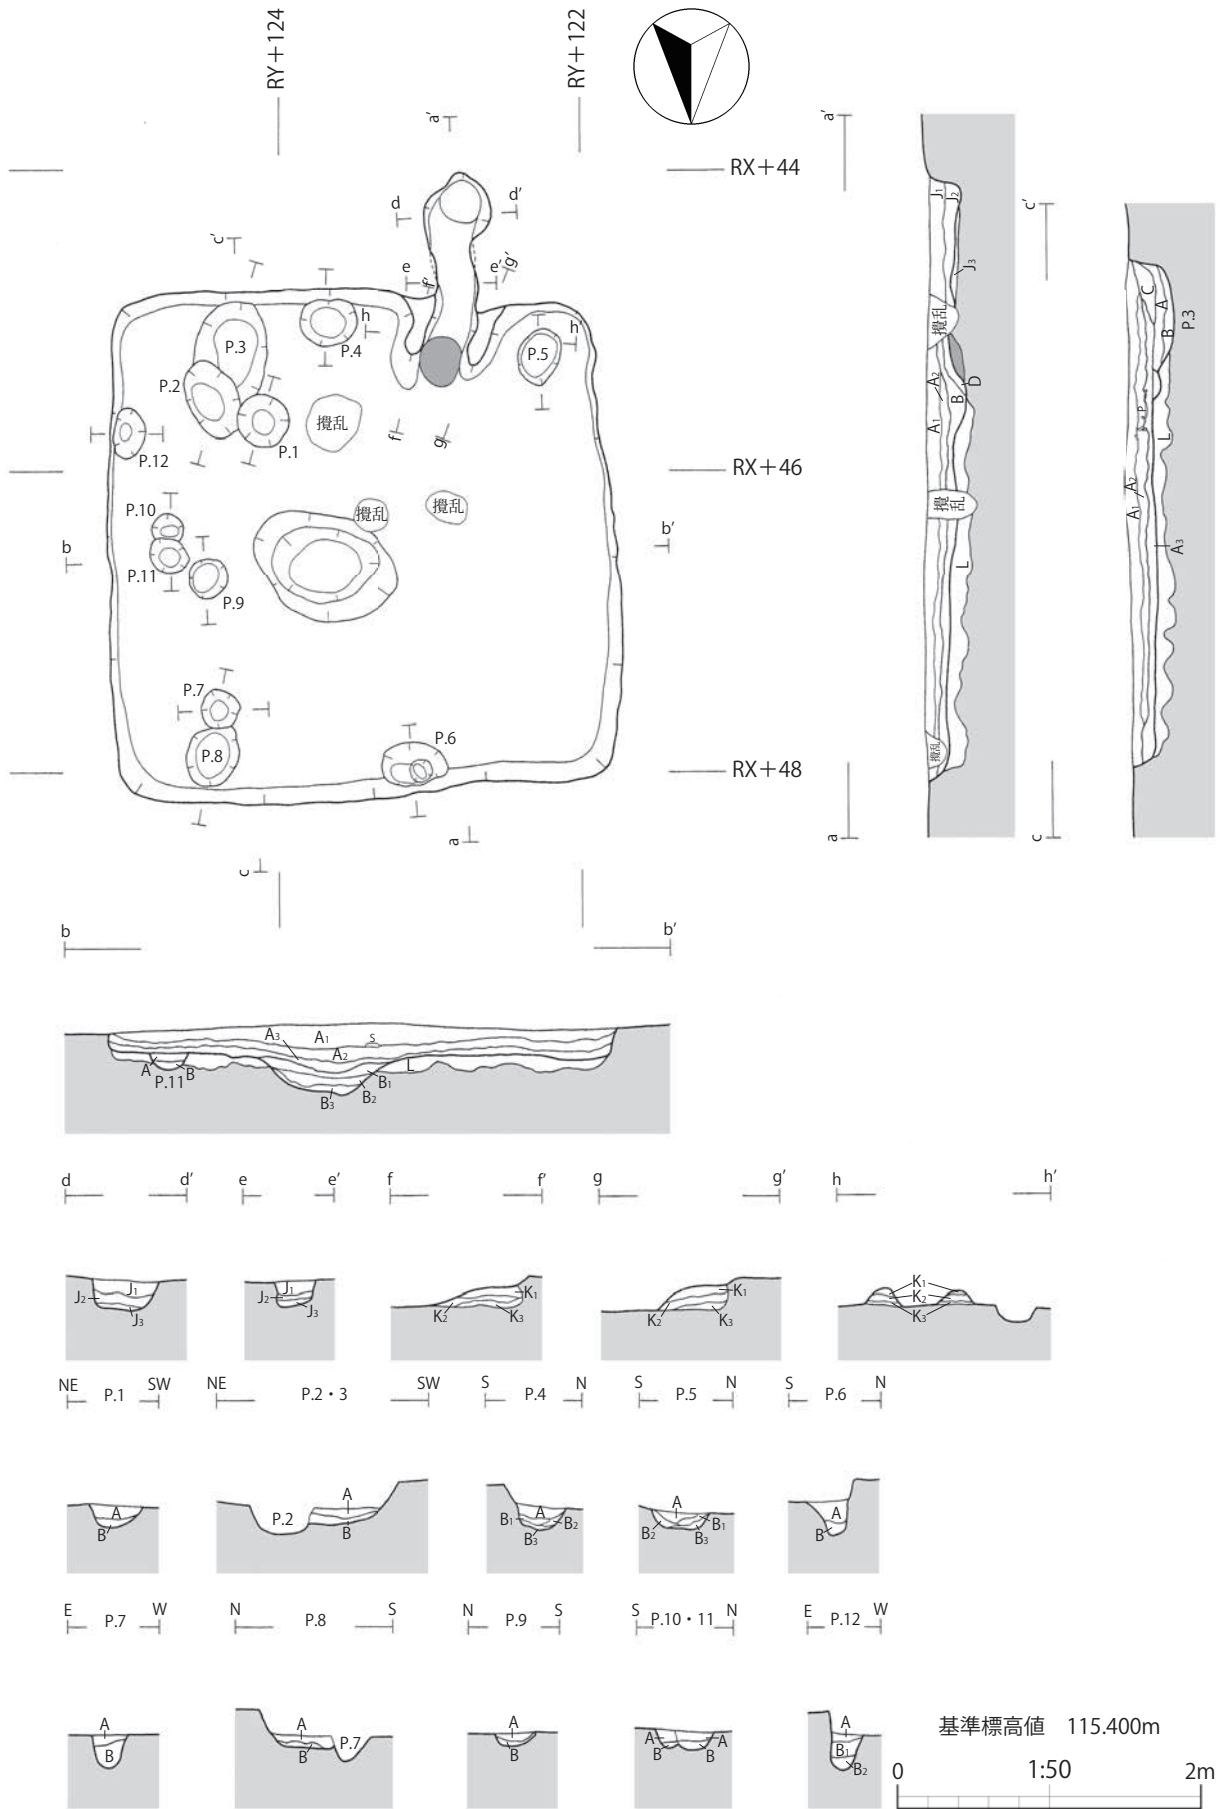 RY＋124
RY＋122
RX＋44
RX＋46
RX＋48
a'
d
d'
c'
e
e'
f'
g'
h
h'
P.3
P.4
P.5
P.2
P.1
P.12
攪乱
f
g
攪乱
攪乱
P.10
P.11
P.9
b
b'
P.7
P.8
P.6
a
c
a'
J1
J2
J3
攪乱
A2
A1
B
D
攪乱
L
攪乱
a
c'
C
A
B
P.3
P
L
A2
A1
A3
c
b
b'
A3
A1
S
A2
A
B
P.11
L
B1
B2
B3
d
d'
e
e'
f
f'
g
g'
h
h'
J1
J2
J3
J1
J2
J3
K1
K2
K3
K1
K2
K3
K1
K2
K3
NE
P.1
SW
NE
P.2・3
SW
S
P.4
N
S
P.5
N
S
P.6
N
A
B
P.2
A
B
A
B1
B2
B3
A
B2
B1
B3
A
B
E
P.7
W
N
P.8
S
N
P.9
S
S
P.10・11
N
E
P.12
W
A
B
A
B
P.7
A
B
A
A
B
B
A
B1
B2
基準標高値　115.400m
0
1:50
2m